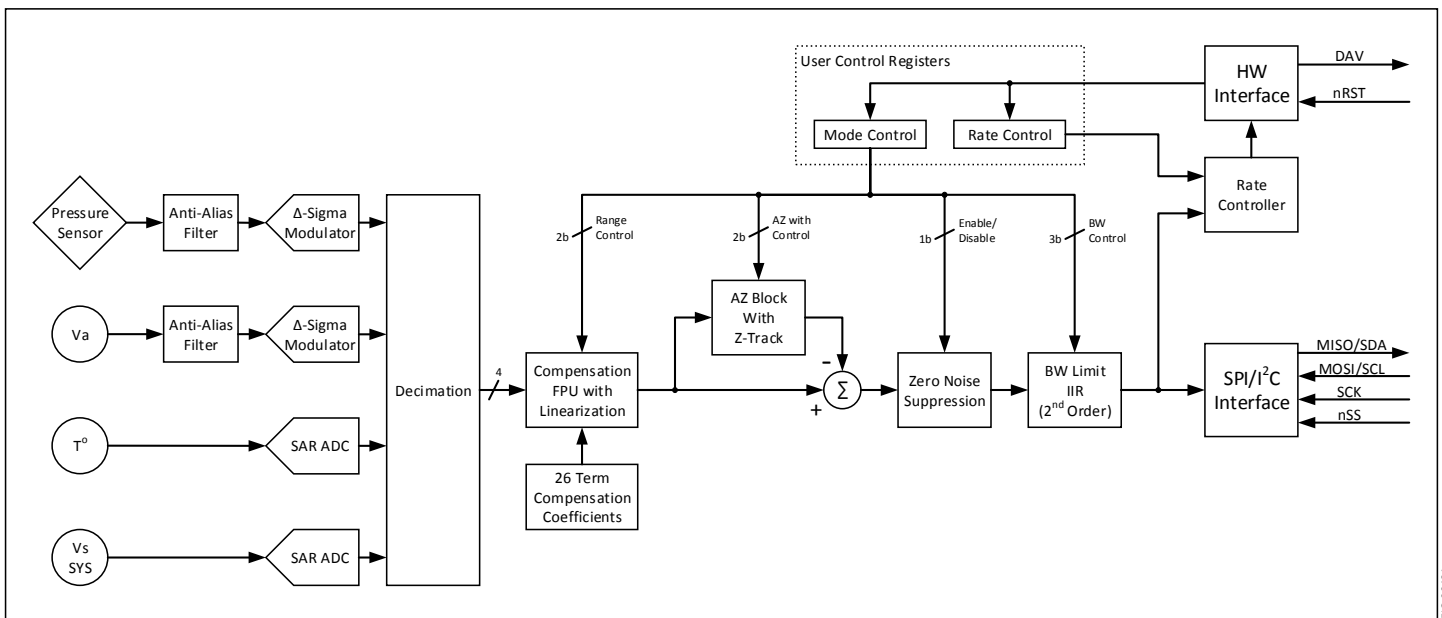 User Control Registers
HW
Interface
DAV
nRST
Mode Control
Rate Control
Rate
Controller
Pressure
Sensor
Anti-Alias
Filter
Δ-Sigma
Modulator
2b
Range
Control
2b
AZ with
Control
1b
Enable/
Disable
3b
BW
Control
AZ Block
With
Z-Track
Va
Anti-Alias
Filter
Δ-Sigma
Modulator
Decimation
4
Compensation
FPU with
Linearization
−
+
Σ
Zero Noise
Suppression
BW Limit
IIR
(2nd Order)
SPI/I2C
Interface
MISO/SDA
MOSI/SCL
SCK
nSS
To
SAR ADC
26 Term
Compensation
Coefficients
Vs
SYS
SAR ADC